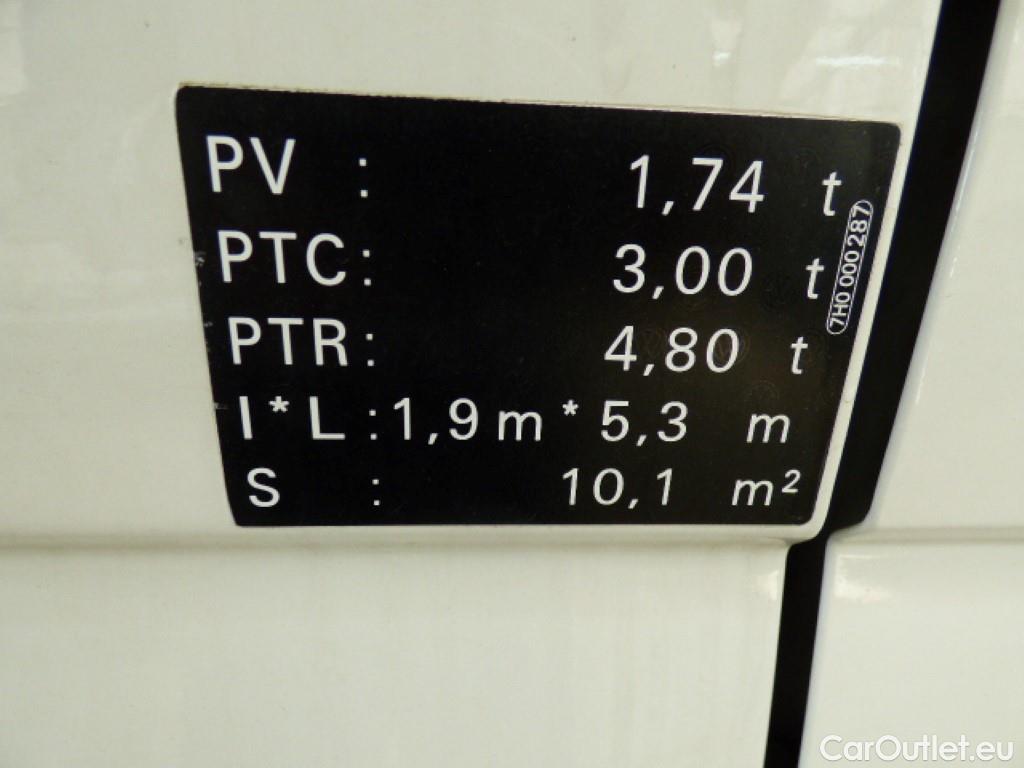 PV : 1,74 t
PTC : 3,00 t
PTR : 4,80 t
I*L : 1,9 m * 5,3 m
S : 10,1 m²
7H0 000 287
CarOutlet.eu